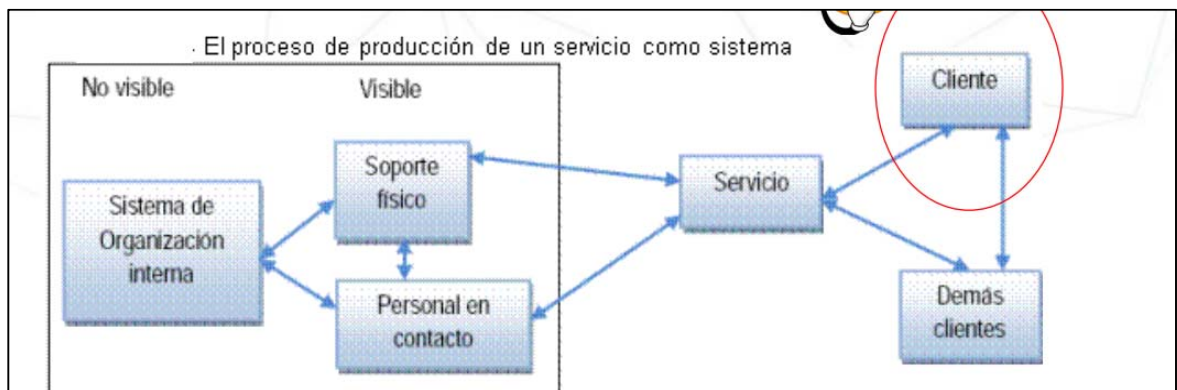 . El proceso de producción de un servicio como sistema
No visible
Visible
Cliente
Soporte
físico
Servicio
Sistema de
Organización
interna
Personal en
contacto
Demás
clientes